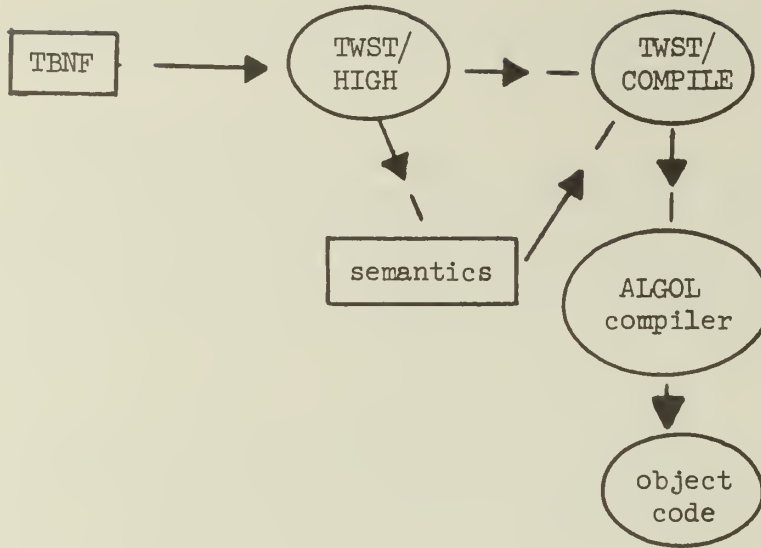 TBNF
TWST/
HIGH
TWST/
COMPILE
semantics
ALGOL
compiler
object
code